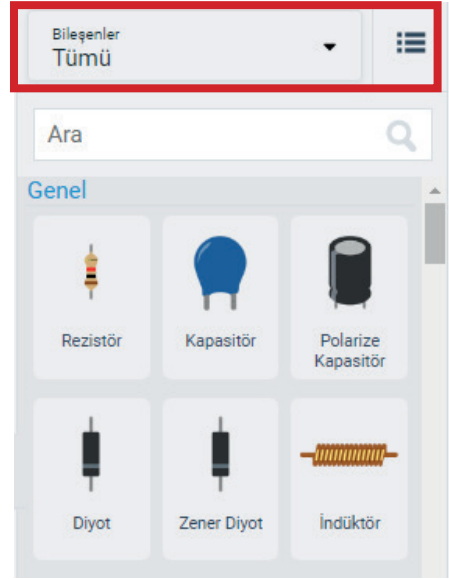 Bileşenler
Tümü
Ara
Genel
Rezistör
Kapasitör
Polarize
Kapasitör
Diyot
Zener Diyot
İndüktör